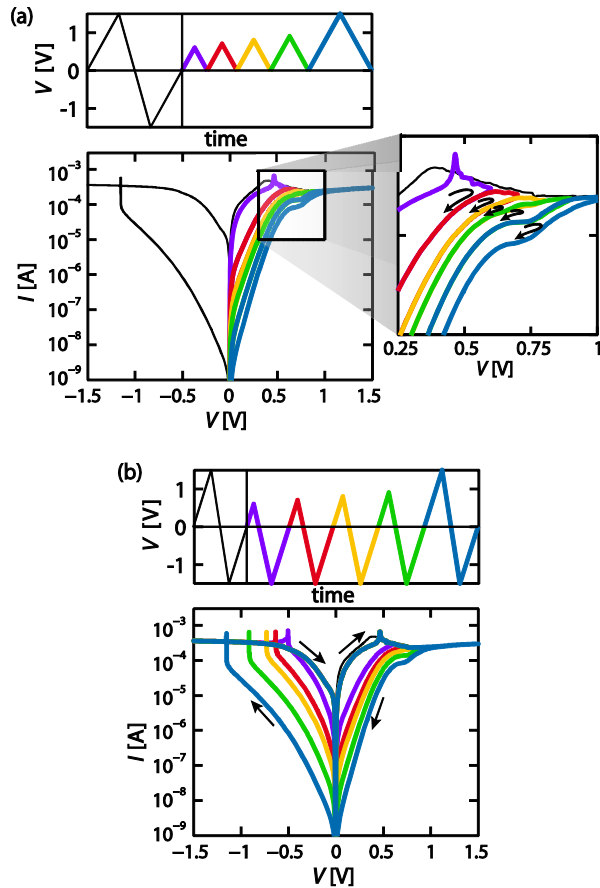 (a)
V [V]
1
0
−1
time
I [A]
10⁻³
10⁻⁴
10⁻⁵
10⁻⁶
10⁻⁷
10⁻⁸
10⁻⁹
−1.5 −1 −0.5 0 0.5 1 1.5
V [V]
0.25 0.5 0.75 1
V [V]
(b)
V [V]
1
0
-1
time
I [A]
10⁻³
10⁻⁴
10⁻⁵
10⁻⁶
10⁻⁷
10⁻⁸
10⁻⁹
−1.5 −1 −0.5 0 0.5 1 1.5
V [V]